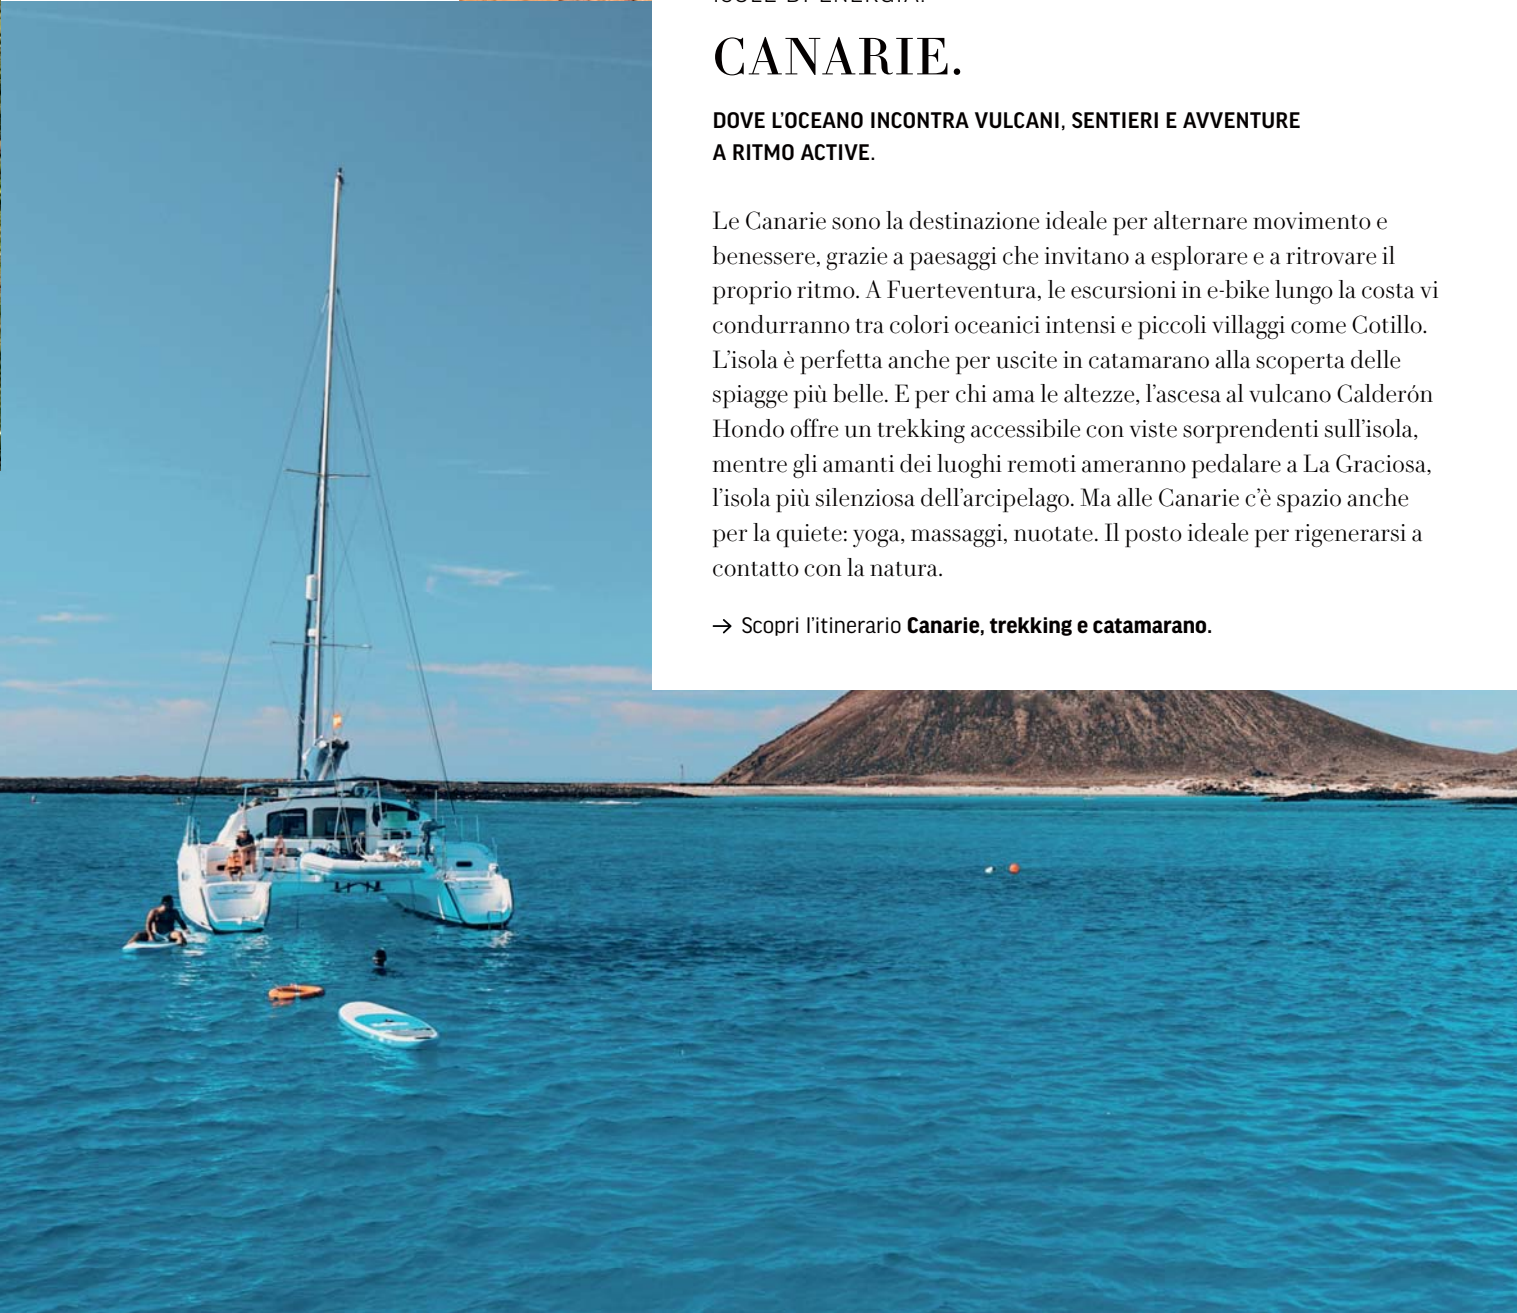 ISOLE DI ENERGIA.
CANARIE.
DOVE L'OCEANO INCONTRA VULCANI, SENTIERI E AVVENTURE
A RITMO ACTIVE.
Le Canarie sono la destinazione ideale per alternare movimento e
benessere, grazie a paesaggi che invitano a esplorare e a ritrovare il
proprio ritmo. A Fuerteventura, le escursioni in e-bike lungo la costa vi
condurranno tra colori oceanici intensi e piccoli villaggi come Cotillo.
L'isola è perfetta anche per uscite in catamarano alla scoperta delle
spiagge più belle. E per chi ama le altezze, l'ascesa al vulcano Calderón
Hondo offre un trekking accessibile con viste sorprendenti sull'isola,
mentre gli amanti dei luoghi remoti ameranno pedalare a La Graciosa,
l'isola più silenziosa dell'arcipelago. Ma alle Canarie c'è spazio anche
per la quiete: yoga, massaggi, nuotate. Il posto ideale per rigenerarsi a
contatto con la natura.
→ Scopri l'itinerario Canarie, trekking e catamarano.